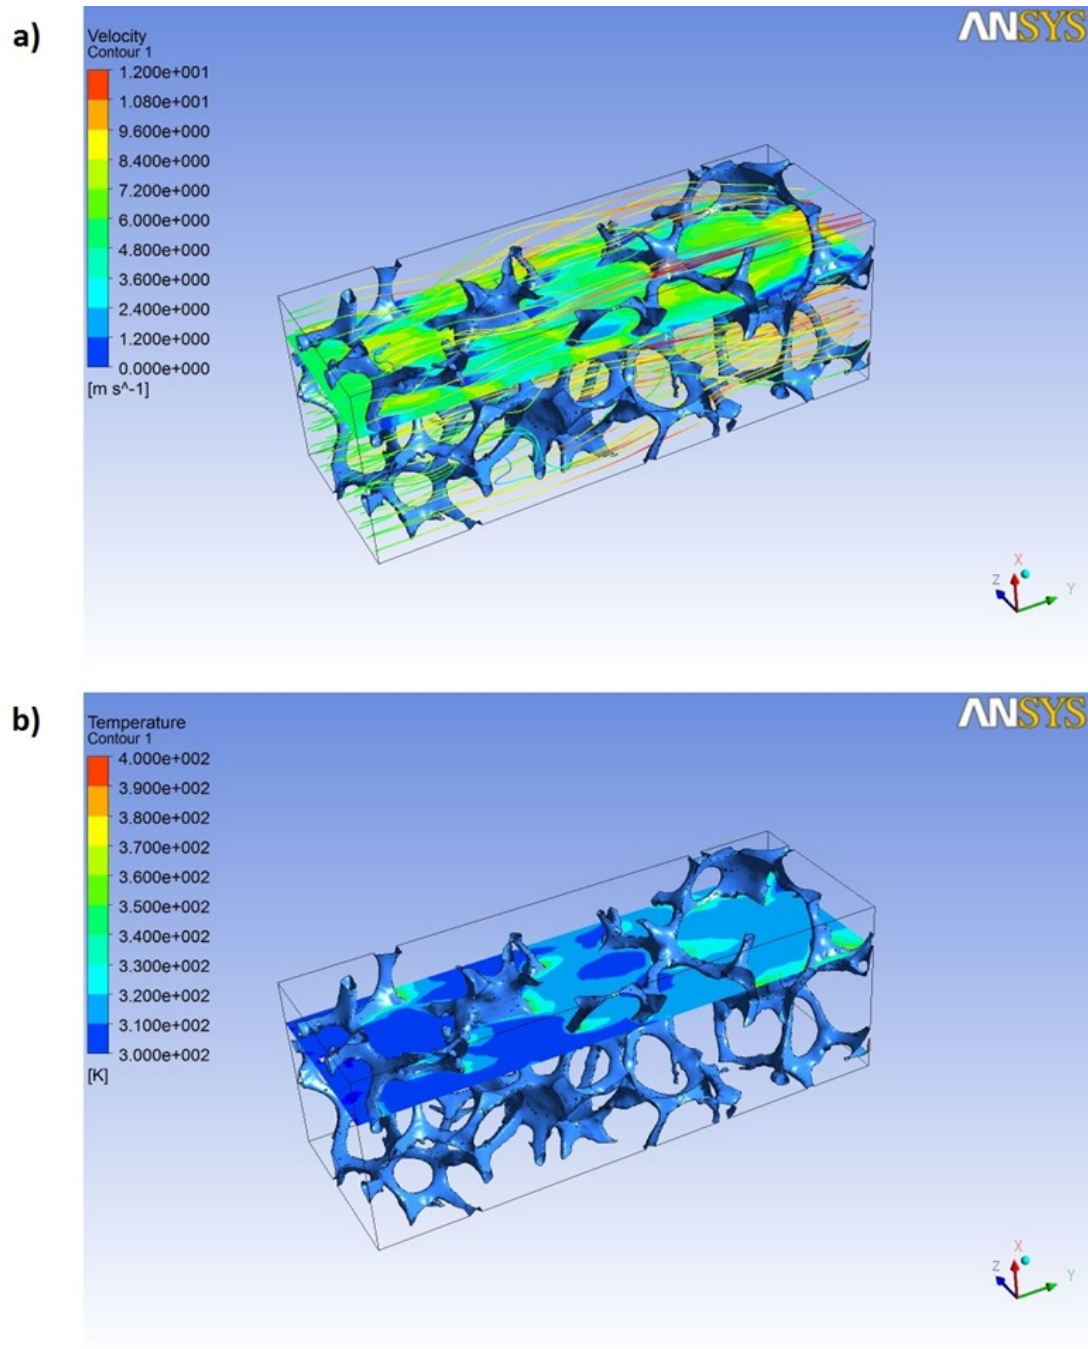 a)
ANSYS
Velocity
Contour 1
1.200e+001
1.080e+001
9.600e+000
8.400e+000
7.200e+000
6.000e+000
4.800e+000
3.600e+000
2.400e+000
1.200e+000
0.000e+000
[m s^-1]
X
Z
Y
b)
ANSYS
Temperature
Contour 1
4.000e+002
3.900e+002
3.800e+002
3.700e+002
3.600e+002
3.500e+002
3.400e+002
3.300e+002
3.200e+002
3.100e+002
3.000e+002
[K]
X
Z
Y